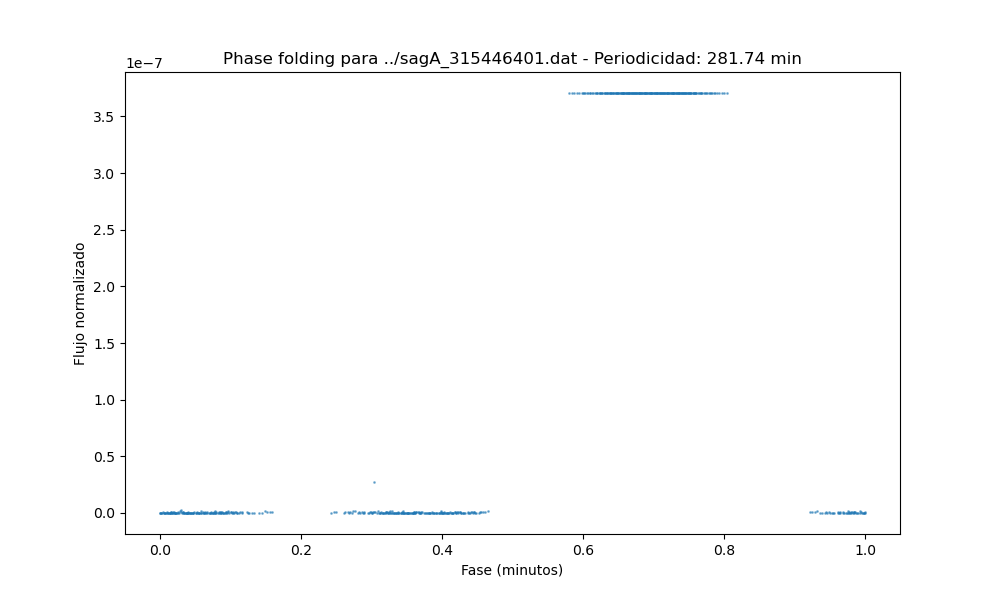 Phase folding para ../sagA_315446401.dat - Periodicidad: 281.74 min
1e−7
3.5
3.0
2.5
2.0
1.5
1.0
0.5
0.0
Flujo normalizado
0.0 0.2 0.4 0.6 0.8 1.0
Fase (minutos)